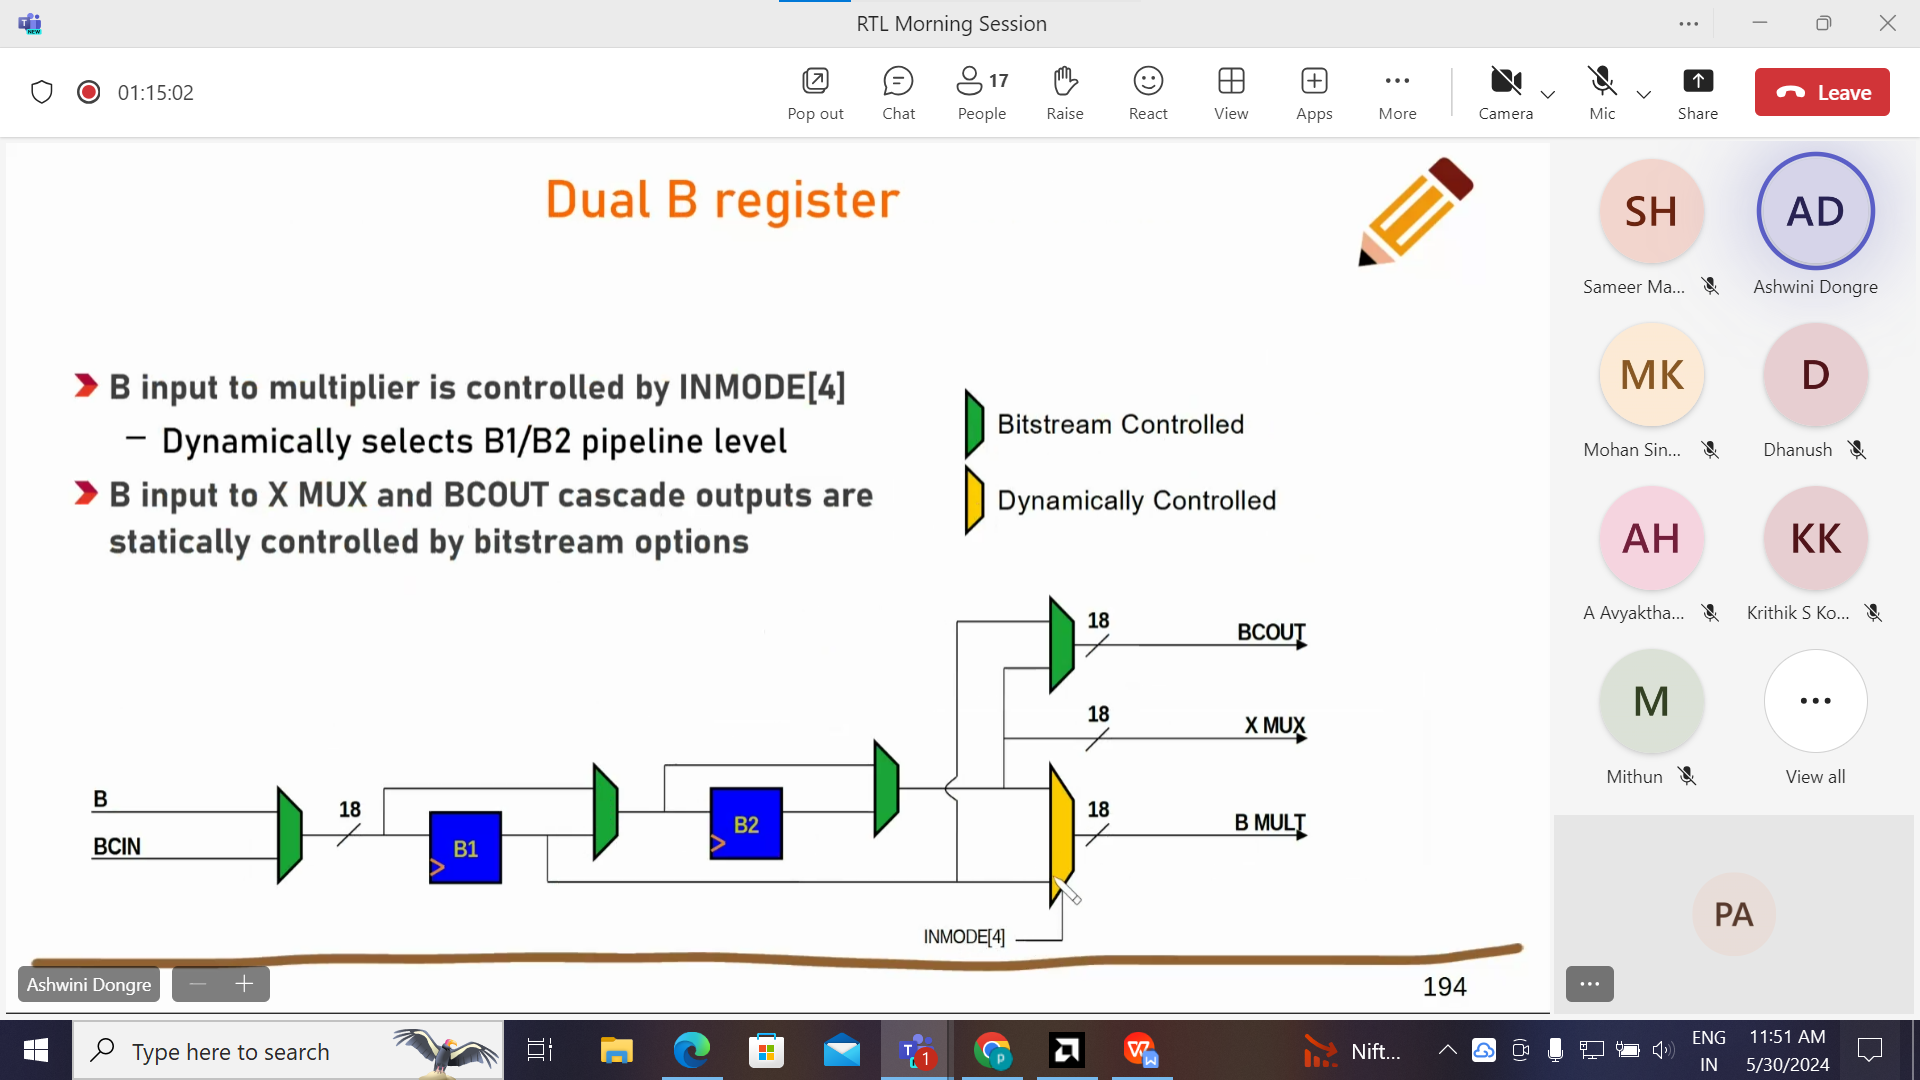 RTL Morning Session
NEW
01:15:02
Pop out
Chat
17
People
Raise
React
View
Apps
More
Camera
Mic
Share
Leave
Dual B register
B input to multiplier is controlled by INMODE[4]
– Dynamically selects B1/B2 pipeline level
B input to X MUX and BCOUT cascade outputs are
statically controlled by bitstream options
Bitstream Controlled
Dynamically Controlled
18
BCOUT
18
X MUX
B
BCIN
18
B1
B2
18
B MULT
INMODE[4]
194
Ashwini Dongre
SH
Sameer Ma...
AD
Ashwini Dongre
MK
Mohan Sin...
D
Dhanush
AH
A Avyaktha...
KK
Krithik S Ko...
M
Mithun
View all
PA
Type here to search
1
p
W
Nift...
ENG
IN
11:51 AM
5/30/2024